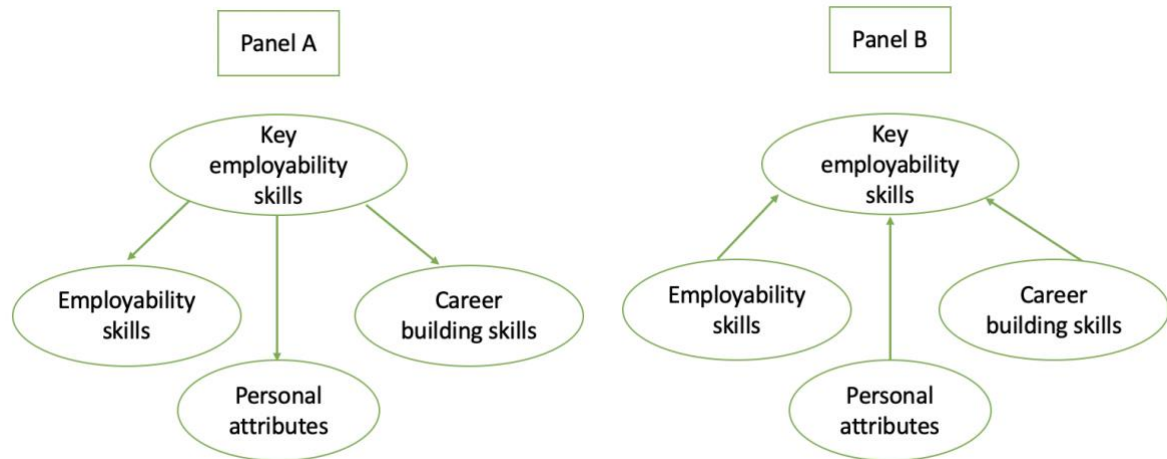 Panel A
Key
employability
skills
Employability
skills
Career
building skills
Personal
attributes
Panel B
Key
employability
skills
Employability
skills
Career
building skills
Personal
attributes